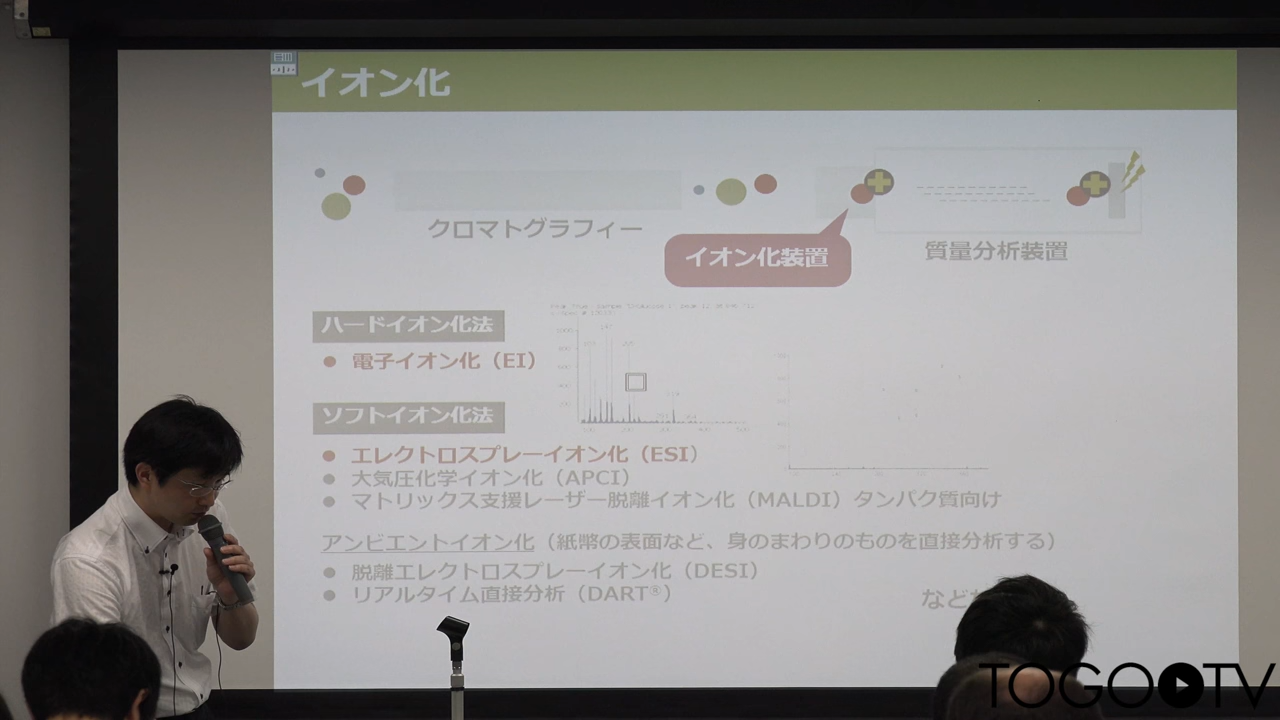 イオン化
クロマトグラフィー
イオン化装置
質量分析装置
ハードイオン化法
● 電子イオン化（EI）
ソフトイオン化法
● エレクトロスプレーイオン化（ESI）
● 大気圧化学イオン化（APCI）
● マトリックス支援レーザー脱離イオン化（MALDI）タンパク質向け
アンビエントイオン化（紙幣の表面など、身のまわりのものを直接分析する）
● 脱離エレクトロスプレーイオン化（DESI）
● リアルタイム直接分析（DART®）
など
TOGOTV